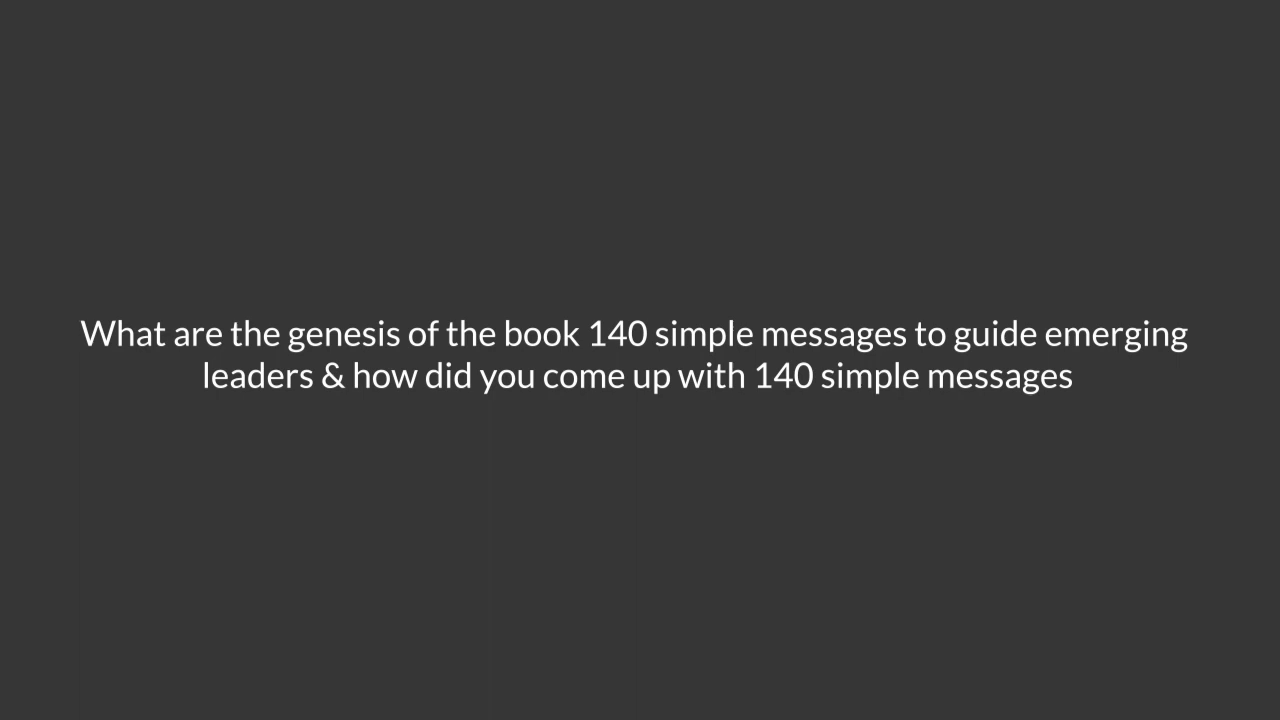 What are the genesis of the book 140 simple messages to guide emerging
leaders & how did you come up with 140 simple messages